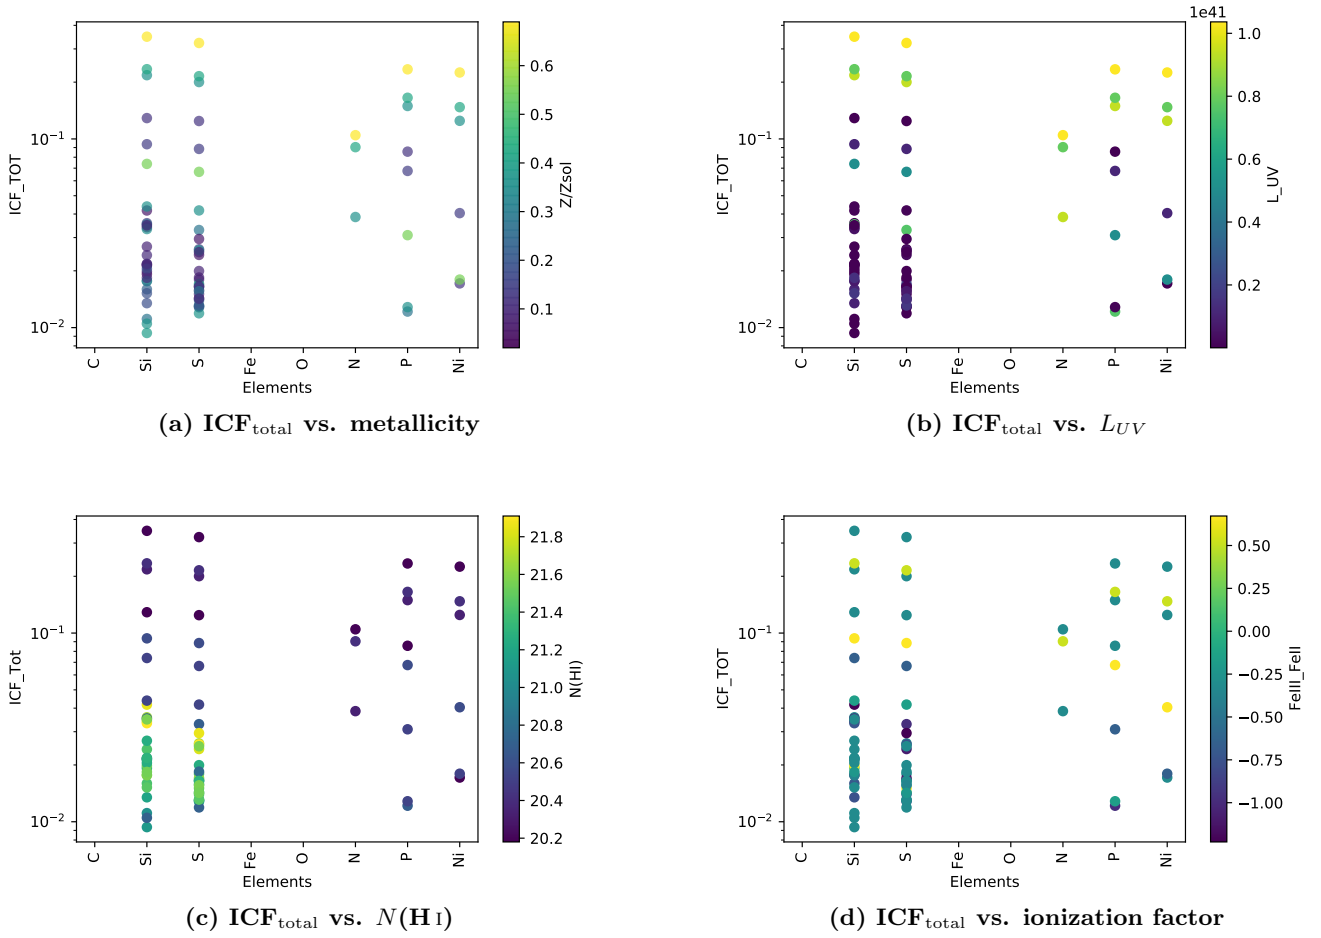 10⁻¹
10⁻²
ICF_TOT
C Si S Fe O N P Ni
Elements
0.6
0.5
0.4
0.3
0.2
0.1
Z/Zsol
(a) ICF_total vs. metallicity
10⁻¹
10⁻²
ICF_TOT
C Si S Fe O N P Ni
Elements
1e41
1.0
0.8
0.6
0.4
0.2
L_UV
(b) ICF_total vs. L_UV
10⁻¹
10⁻²
ICF_Tot
C Si S Fe O N P Ni
Elements
21.8
21.6
21.4
21.2
21.0
20.8
20.6
20.4
20.2
N(HI)
(c) ICF_total vs. N(H I)
10⁻¹
10⁻²
ICF_TOT
C Si S Fe O N P Ni
Elements
0.50
0.25
0.00
−0.25
−0.50
−0.75
−1.00
FeIII_FeII
(d) ICF_total vs. ionization factor